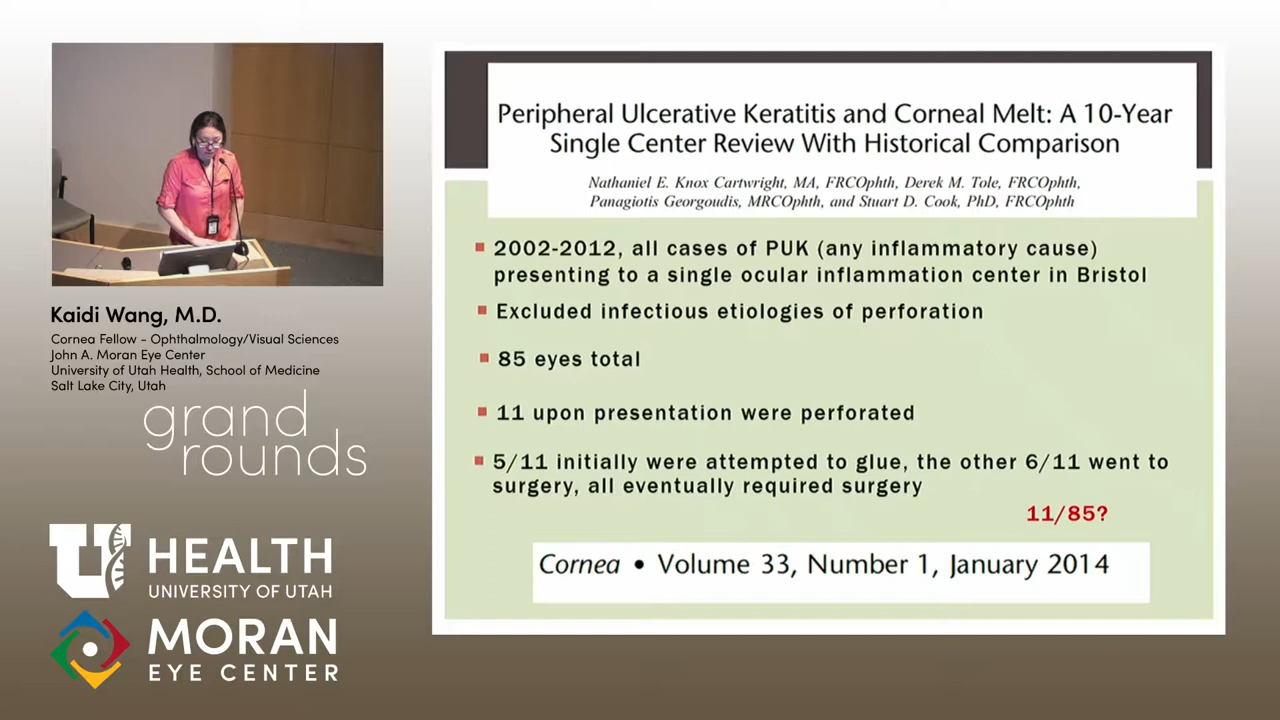 Peripheral Ulcerative Keratitis and Corneal Melt: A 10-Year
Single Center Review With Historical Comparison
Nathaniel E. Knox Cartwright, MA, FRCOphth, Derek M. Tole, FRCOphth,
Panagiotis Georgoudis, MRCOphth, and Stuart D. Cook, PhD, FRCOphth
2002-2012, all cases of PUK (any inflammatory cause)
presenting to a single ocular inflammation center in Bristol
Excluded infectious etiologies of perforation
85 eyes total
11 upon presentation were perforated
5/11 initially were attempted to glue, the other 6/11 went to
surgery, all eventually required surgery
11/85?
Cornea • Volume 33, Number 1, January 2014
Kaidi Wang, M.D.
Cornea Fellow - Ophthalmology/Visual Sciences
John A. Moran Eye Center
University of Utah Health, School of Medicine
Salt Lake City, Utah
grand
rounds
U HEALTH
UNIVERSITY OF UTAH
MORAN
EYE CENTER